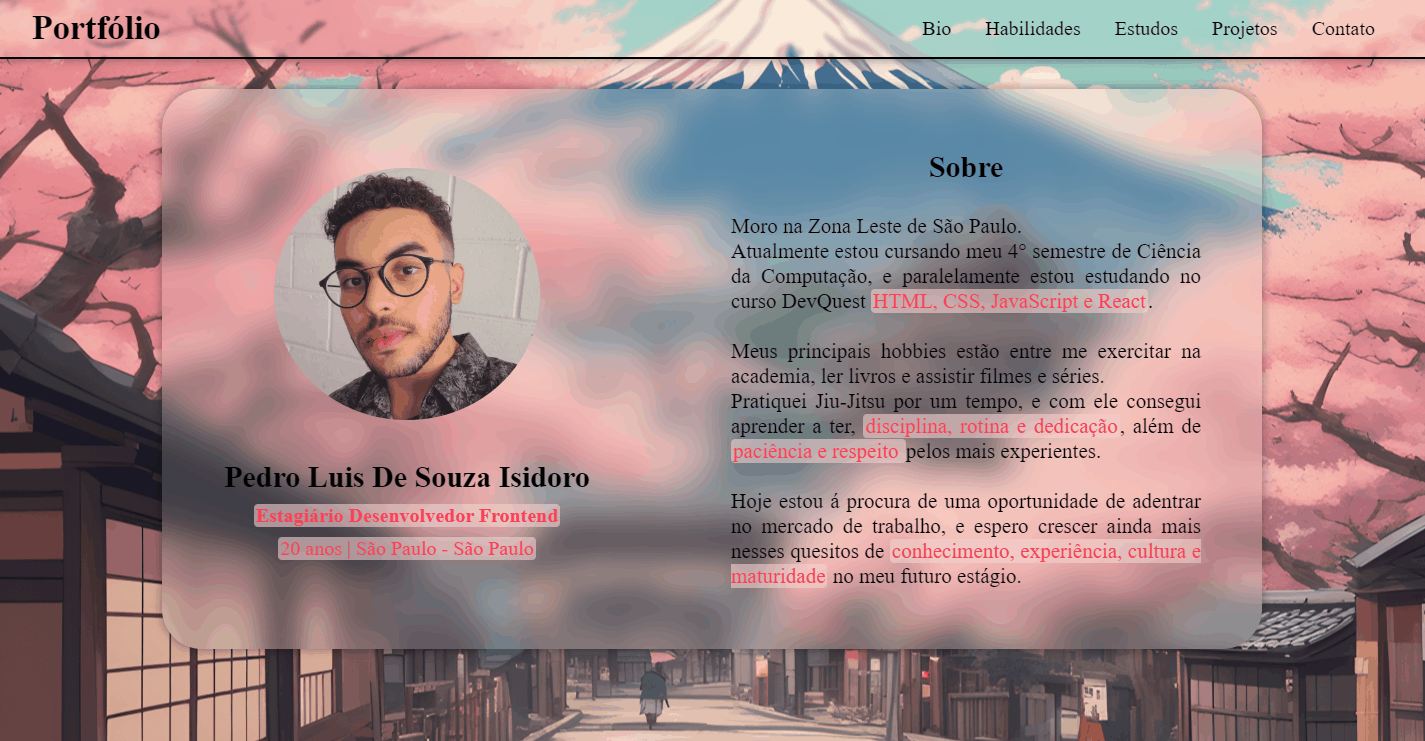 Portfólio
Bio Habilidades Estudos Projetos Contato
Pedro Luis De Souza Isidoro
Estagiário Desenvolvedor Frontend
20 anos | São Paulo - São Paulo
Sobre
Moro na Zona Leste de São Paulo.
Atualmente estou cursando meu 4° semestre de Ciência
da Computação, e paralelamente estou estudando no
curso DevQuest HTML, CSS, JavaScript e React.
Meus principais hobbies estão entre me exercitar na
academia, ler livros e assistir filmes e séries.
Pratiquei Jiu-Jitsu por um tempo, e com ele consegui
aprender a ter, disciplina, rotina e dedicação, além de
paciência e respeito pelos mais experientes.
Hoje estou á procura de uma oportunidade de adentrar
no mercado de trabalho, e espero crescer ainda mais
nesses quesitos de conhecimento, experiência, cultura e
maturidade no meu futuro estágio.